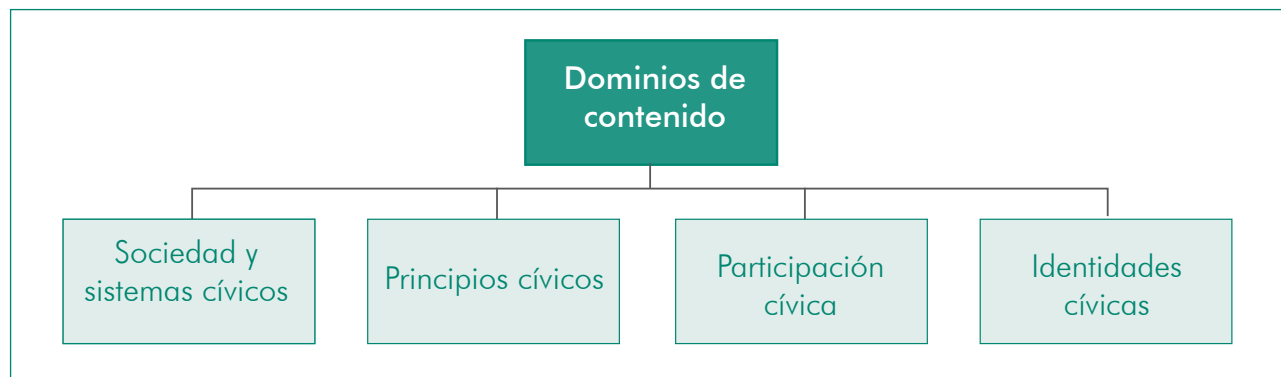 Dominios de
contenido
Sociedad y
sistemas cívicos
Principios cívicos
Participación
cívica
Identidades
cívicas